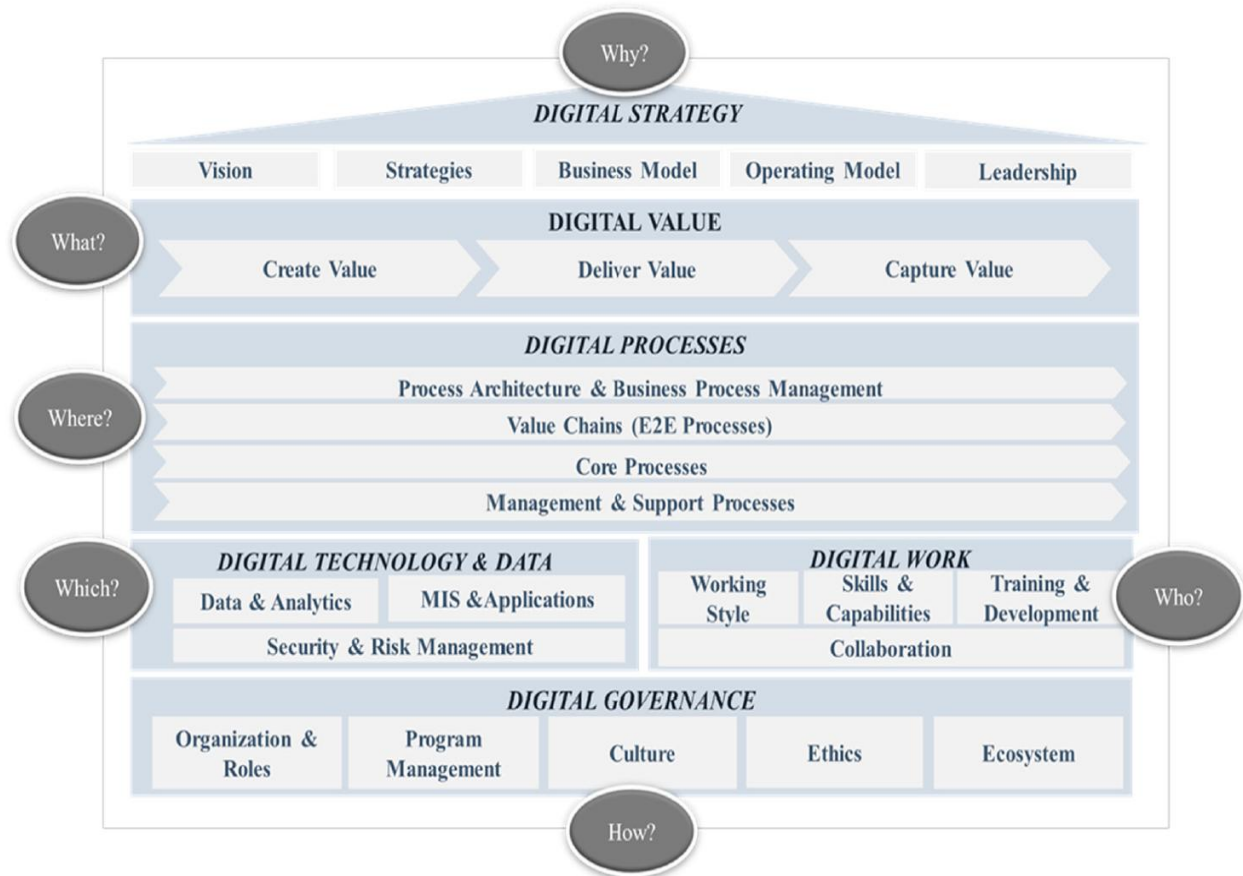 Why?
DIGITAL STRATEGY
Vision
Strategies
Business Model
Operating Model
Leadership
What?
DIGITAL VALUE
Create Value
Deliver Value
Capture Value
DIGITAL PROCESSES
Process Architecture & Business Process Management
Where?
Value Chains (E2E Processes)
Core Processes
Management & Support Processes
Which?
DIGITAL TECHNOLOGY & DATA
Data & Analytics
MIS &Applications
Security & Risk Management
DIGITAL WORK
Working
Style
Skills &
Capabilities
Training &
Development
Collaboration
Who?
DIGITAL GOVERNANCE
Organization &
Roles
Program
Management
Culture
Ethics
Ecosystem
How?